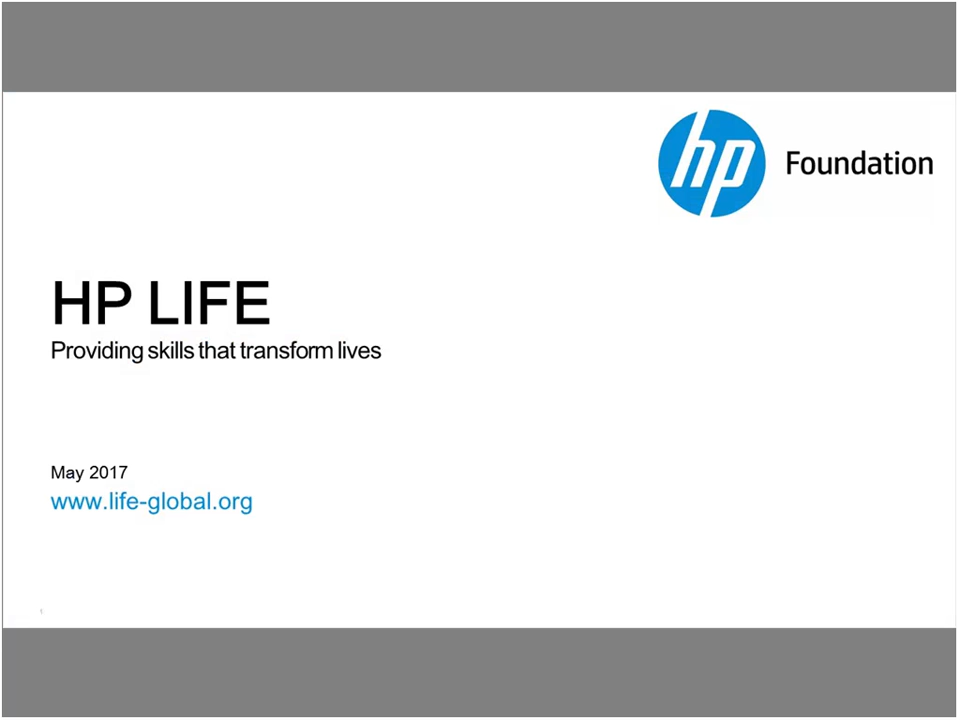 hp Foundation
HP LIFE
Providing skills that transform lives
May 2017
www.life-global.org